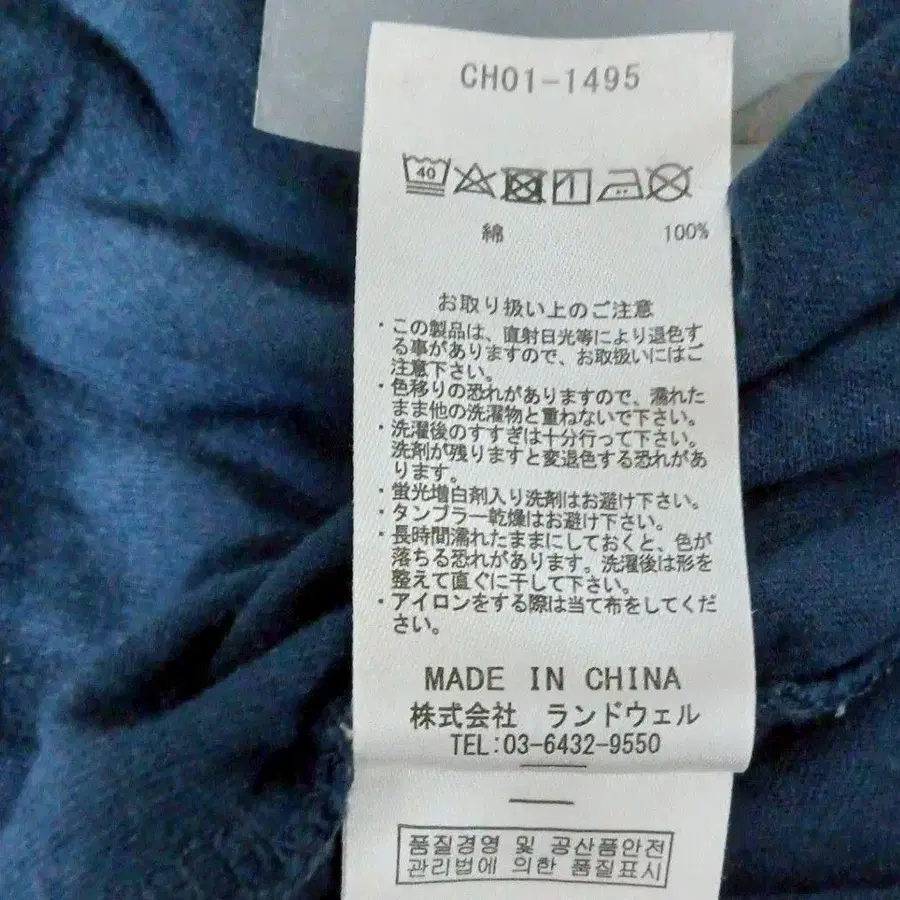 CH01-1495
40
綿 100%
お取り扱い上のご注意
・この製品は、直射日光等により退色す
る事がありますので、お取扱いにはご
注意下さい。
・色移りの恐れがありますので、濡れた
まま他の洗濯物と重ねないで下さい。
・洗濯後のすすぎは十分行って下さい。
洗剤が残りますと変退色する恐れがあ
ります。
・蛍光増白剤入り洗剤はお避け下さい。
・タンブラー乾燥はお避け下さい。
・長時間濡れたままにしておくと、色が
落ちる恐れがあります。洗濯後は形を
整えて直ぐに干して下さい。
・アイロンをする際は当て布をしてくだ
さい。
MADE IN CHINA
株式会社 ランドウェル
TEL:03-6432-9550
품질경영 및 공산품안전
관리법에 의한 품질표시